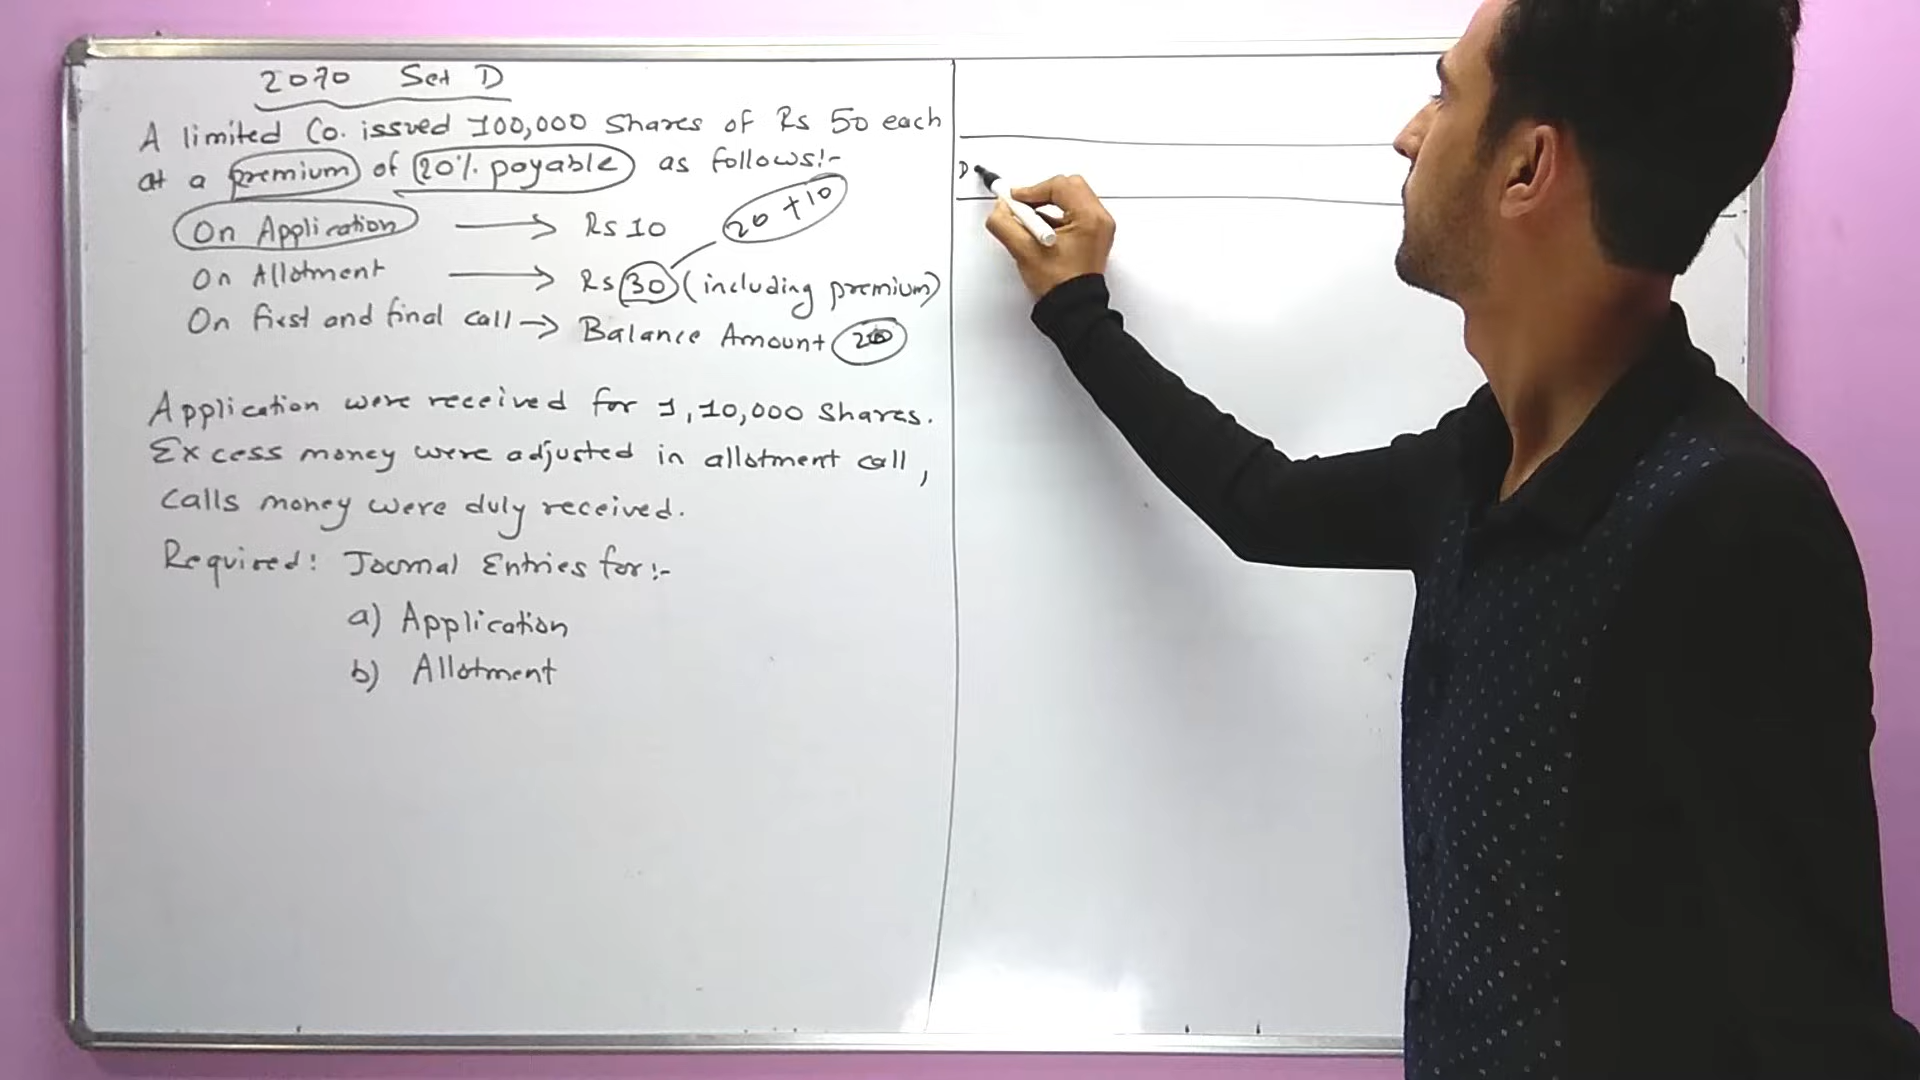 2070 Set D
A limited Co. issued 100,000 Shares of Rs 50 each
at a premium of 20% payable as follows:-
On Application → Rs 10 20 + 10
On Allotment → Rs 30 (including premium)
On first and final call → Balance Amount 20
Application were received for 1,10,000 Shares.
Excess money were adjusted in allotment call,
Calls money were duly received.
Required: Journal Entries for:-
a) Application
b) Allotment
D